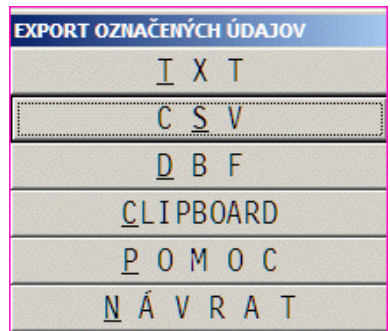 EXPORT OZNAČENÝCH ÚDAJOV
T X T
C S V
D B F
CLIPBOARD
P O M O C
N Á V R A T